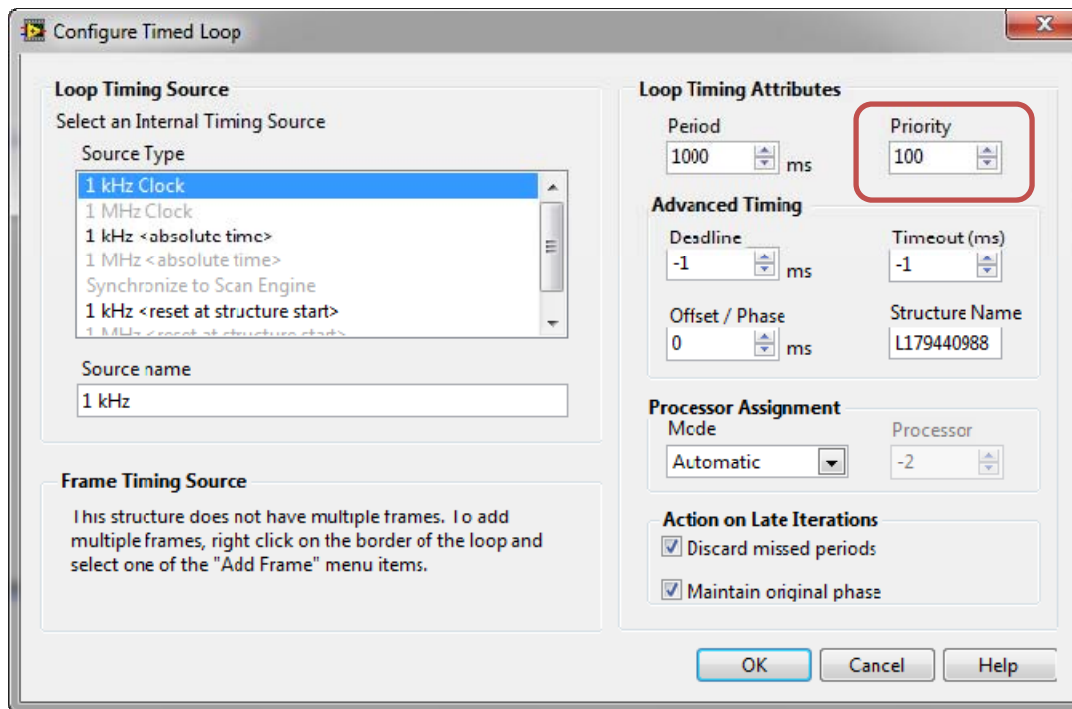 Configure Timed Loop
Loop Timing Source
Select an Internal Timing Source
Source Type
1 kHz Clock
1 MHz Clock
1 kHz <absolute time>
1 MHz <absolute time>
Synchronize to Scan Engine
1 kHz <reset at structure start>
1 MHz <reset at structure start>
Source name
1 kHz
Frame Timing Source
This structure does not have multiple frames. To add
multiple frames, right click on the border of the loop and
select one of the "Add Frame" menu items.
Loop Timing Attributes
Period
1000 ms
Priority
100
Advanced Timing
Deadline
-1 ms
Timeout (ms)
-1
Offset / Phase
0 ms
Structure Name
L179440988
Processor Assignment
Mode
Automatic
Processor
-2
Action on Late Iterations
Discard missed periods
Maintain original phase
OK
Cancel
Help